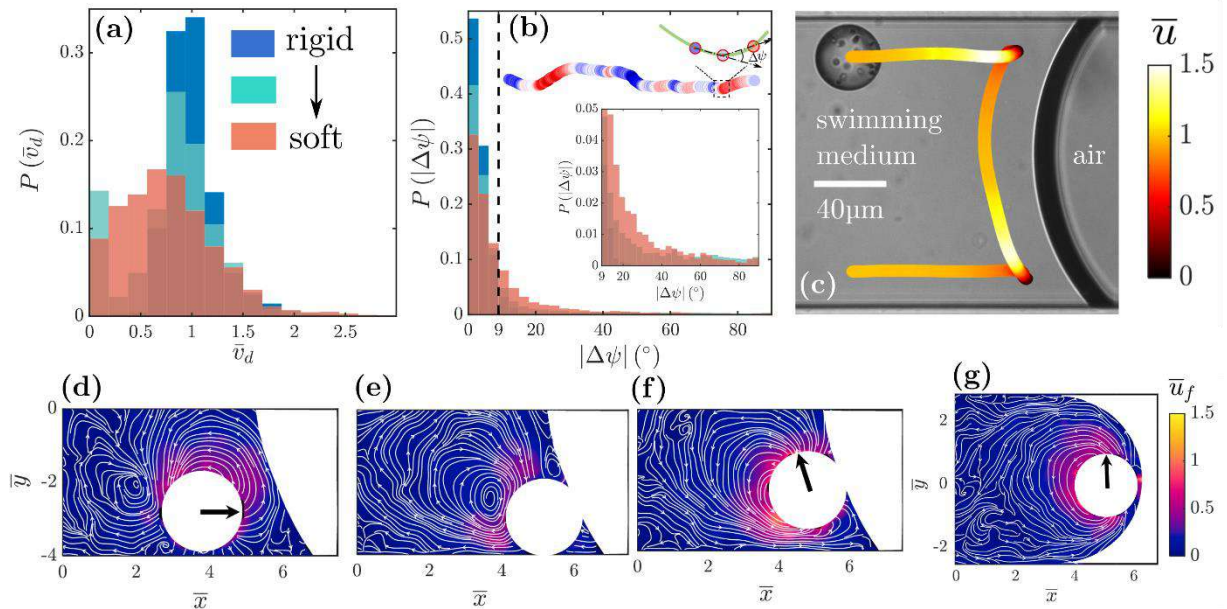 (a)
rigid
soft
P (v̄_d)
0.3
0.2
0.1
0
0
0.5
1
1.5
2
2.5
v̄_d
(b)
Δψ
P (|Δψ|)
0.5
0.4
0.3
0.2
0.1
0
0
9
20
40
60
80
|Δψ| (°)
P (|Δψ|)
0.05
0.04
0.03
0.02
0.01
0
9 20 30 40 50 60 70 80
|Δψ| (°)
swimming
medium
air
40μm
(c)
u̅
1.5
1
0.5
0
(d)
y̅
0
-2
-4
0 2 4 6
x̅
(e)
0 2 4 6
x̅
(f)
0 2 4 6
x̅
(g)
y̅
2
0
-2
0 2 4 6
x̅
u̅_f
1.5
1
0.5
0